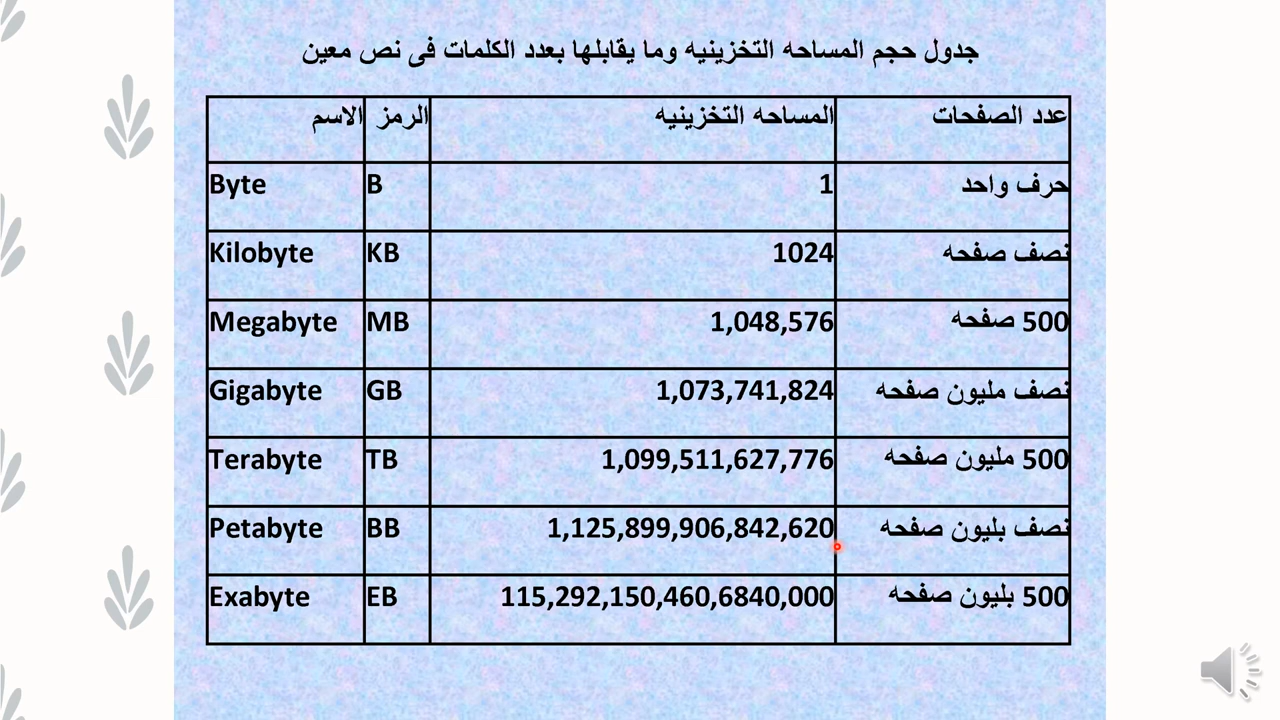 جدول حجم المساحه التخزينيه وما يقابلها بعدد الكلمات فى نص معين
عدد الصفحات المساحه التخزينيه الرمز الاسم
حرف واحد 1 B Byte
نصف صفحه 1024 KB Kilobyte
500 صفحه 1,048,576 MB Megabyte
نصف مليون صفحه 1,073,741,824 GB Gigabyte
500 مليون صفحه 1,099,511,627,776 TB Terabyte
نصف بليون صفحه 1,125,899,906,842,620 BB Petabyte
500 بليون صفحه 115,292,150,460,6840,000 EB Exabyte